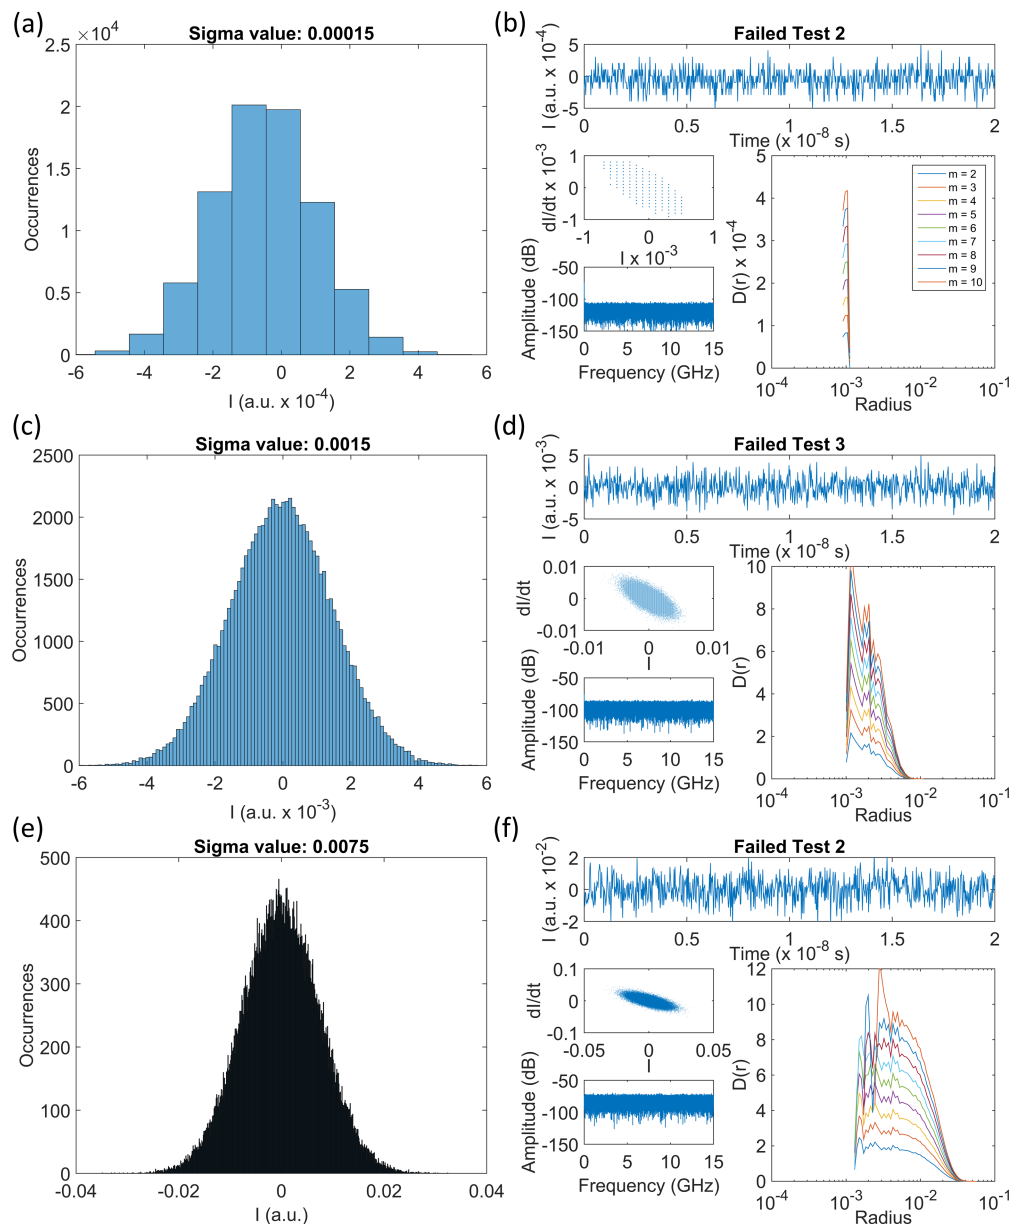 (a)
Sigma value: 0.00015
×10^4
2.5
2
1.5
1
0.5
0
Occurrences
-6 -4 -2 0 2 4 6
I (a.u. x 10^-4)
(b)
Failed Test 2
I (a.u. x 10^-4)
5
0
-5
0 0.5 1 1.5 2
Time (x 10^-8 s)
dI/dt x 10^-3
1
0
-1
-1 0 1
I x 10^-3
Amplitude (dB)
-50
-100
-150
0 5 10 15
Frequency (GHz)
D(r) x 10^-4
5
4
3
2
1
0
10^-4 10^-3 10^-2 10^-1
Radius
m = 2
m = 3
m = 4
m = 5
m = 6
m = 7
m = 8
m = 9
m = 10
(c)
Sigma value: 0.0015
2500
2000
1500
1000
500
0
Occurrences
-6 -4 -2 0 2 4 6
I (a.u. x 10^-3)
(d)
Failed Test 3
I (a.u. x 10^-3)
5
0
-5
0 0.5 1 1.5 2
Time (x 10^-8 s)
dI/dt
0.01
0
-0.01
-0.01 0 0.01
I
Amplitude (dB)
-50
-100
-150
0 5 10 15
Frequency (GHz)
D(r)
10
8
6
4
2
0
10^-4 10^-3 10^-2 10^-1
Radius
(e)
Sigma value: 0.0075
500
400
300
200
100
0
Occurrences
-0.04 -0.02 0 0.02 0.04
I (a.u.)
(f)
Failed Test 2
I (a.u. x 10^-2)
2
0
-2
0 0.5 1 1.5 2
Time (x 10^-8 s)
dI/dt
0.1
0
-0.1
-0.05 0 0.05
I
Amplitude (dB)
-50
-100
-150
0 5 10 15
Frequency (GHz)
D(r)
12
10
8
6
4
2
0
10^-4 10^-3 10^-2 10^-1
Radius